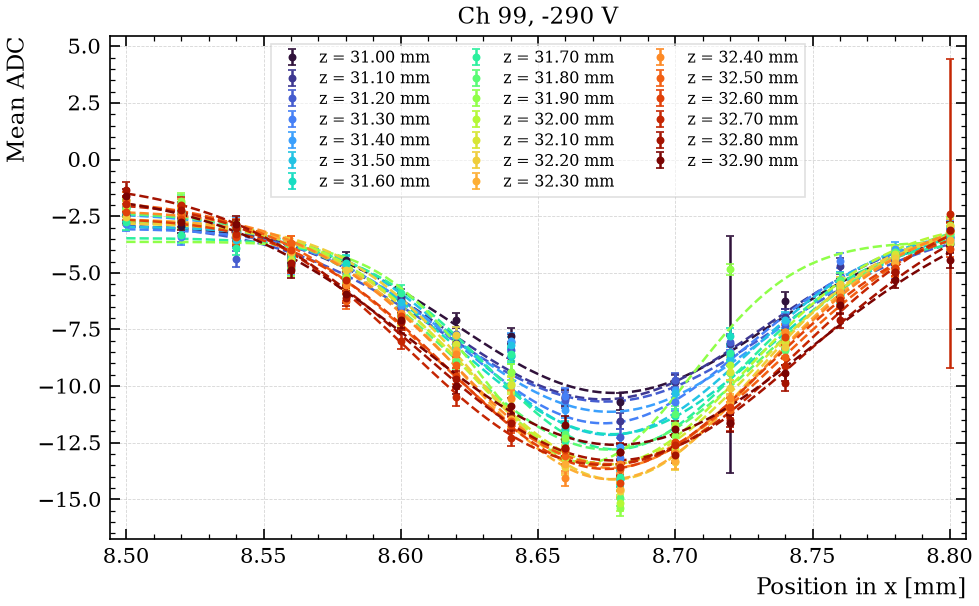 Ch 99, -290 V
Mean ADC
5.0
2.5
0.0
−2.5
−5.0
−7.5
−10.0
−12.5
−15.0
z = 31.00 mm
z = 31.10 mm
z = 31.20 mm
z = 31.30 mm
z = 31.40 mm
z = 31.50 mm
z = 31.60 mm
z = 31.70 mm
z = 31.80 mm
z = 31.90 mm
z = 32.00 mm
z = 32.10 mm
z = 32.20 mm
z = 32.30 mm
z = 32.40 mm
z = 32.50 mm
z = 32.60 mm
z = 32.70 mm
z = 32.80 mm
z = 32.90 mm
8.50 8.55 8.60 8.65 8.70 8.75 8.80
Position in x [mm]